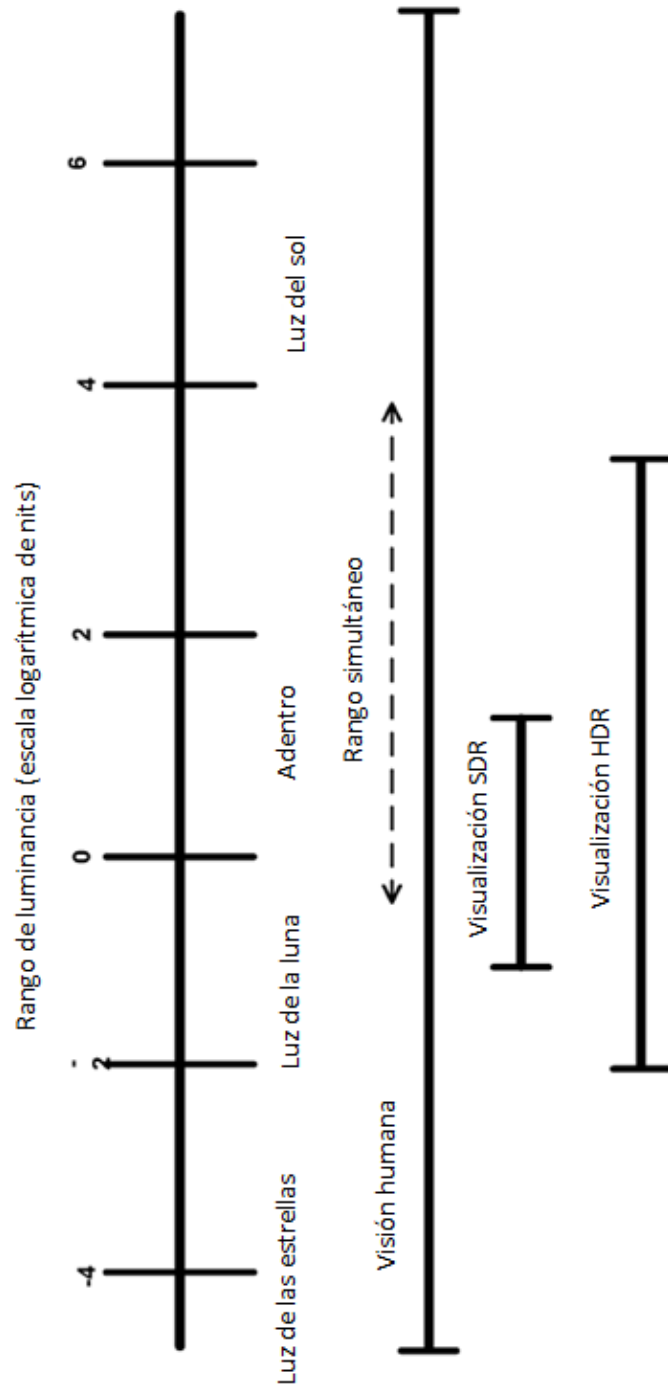 Rango de luminancia (escala logarítmica de nits)
-4
-
2
0
2
4
6
Luz de las estrellas
Luz de la luna
Adentro
Luz del sol
Rango simultáneo
Visión humana
Visualización SDR
Visualización HDR